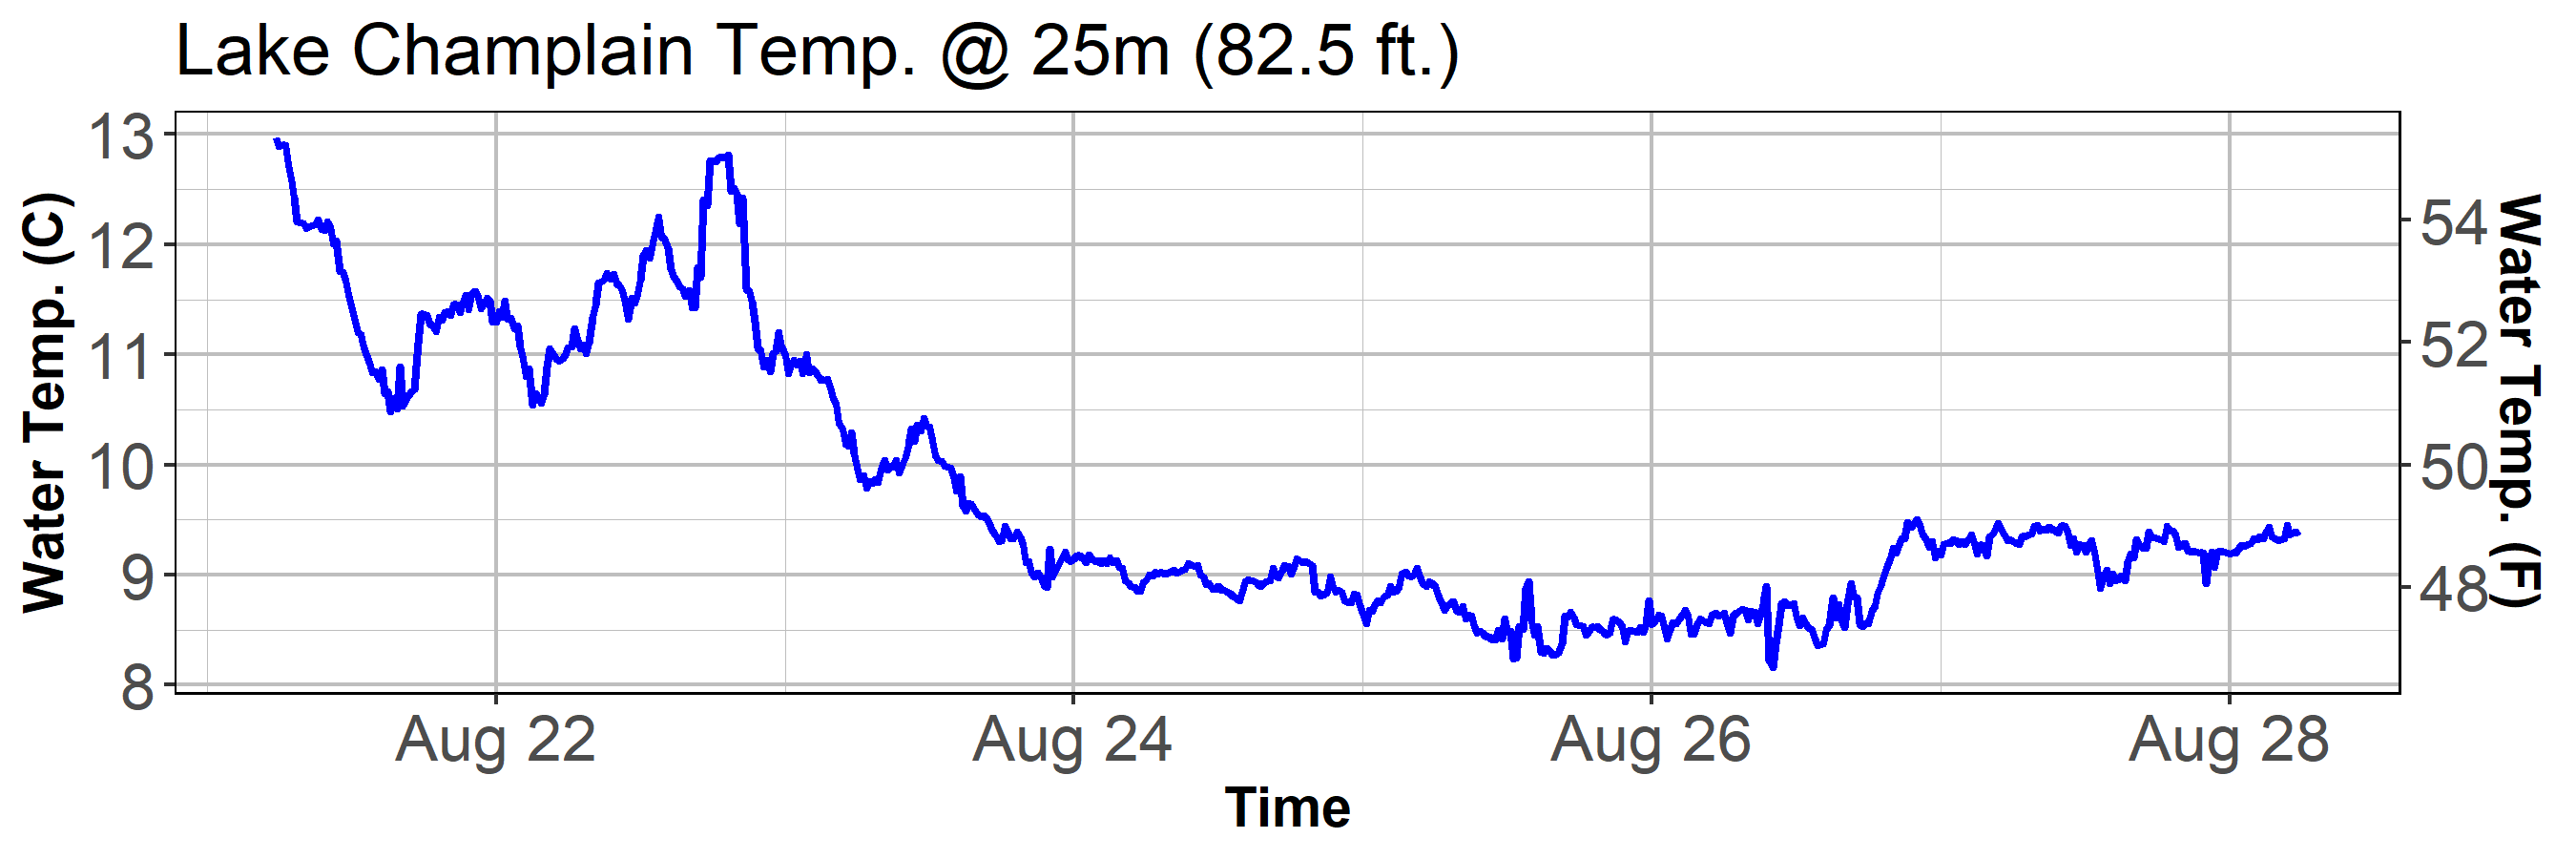 Lake Champlain Temp. @ 25m (82.5 ft.)
Water Temp. (C)
13
12
11
10
9
8
54
52
50
48
Water Temp. (F)
Aug 22 Aug 24 Aug 26 Aug 28
Time